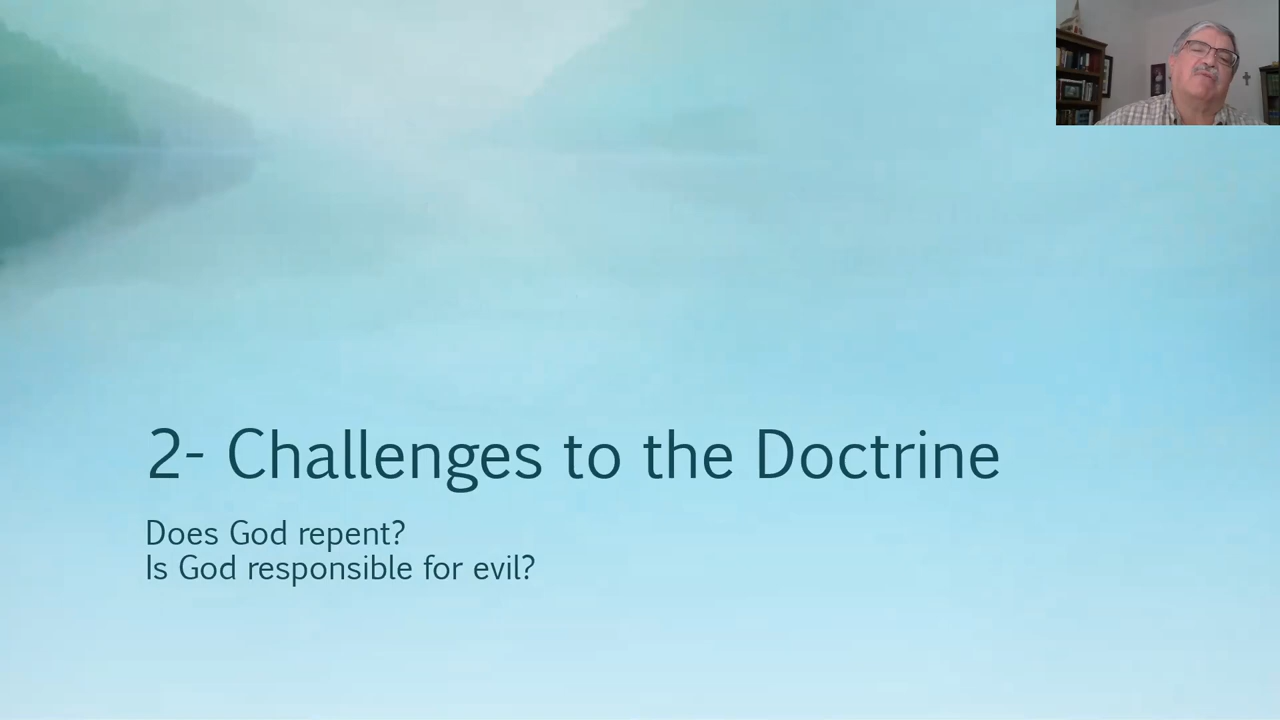 2- Challenges to the Doctrine
Does God repent?
Is God responsible for evil?